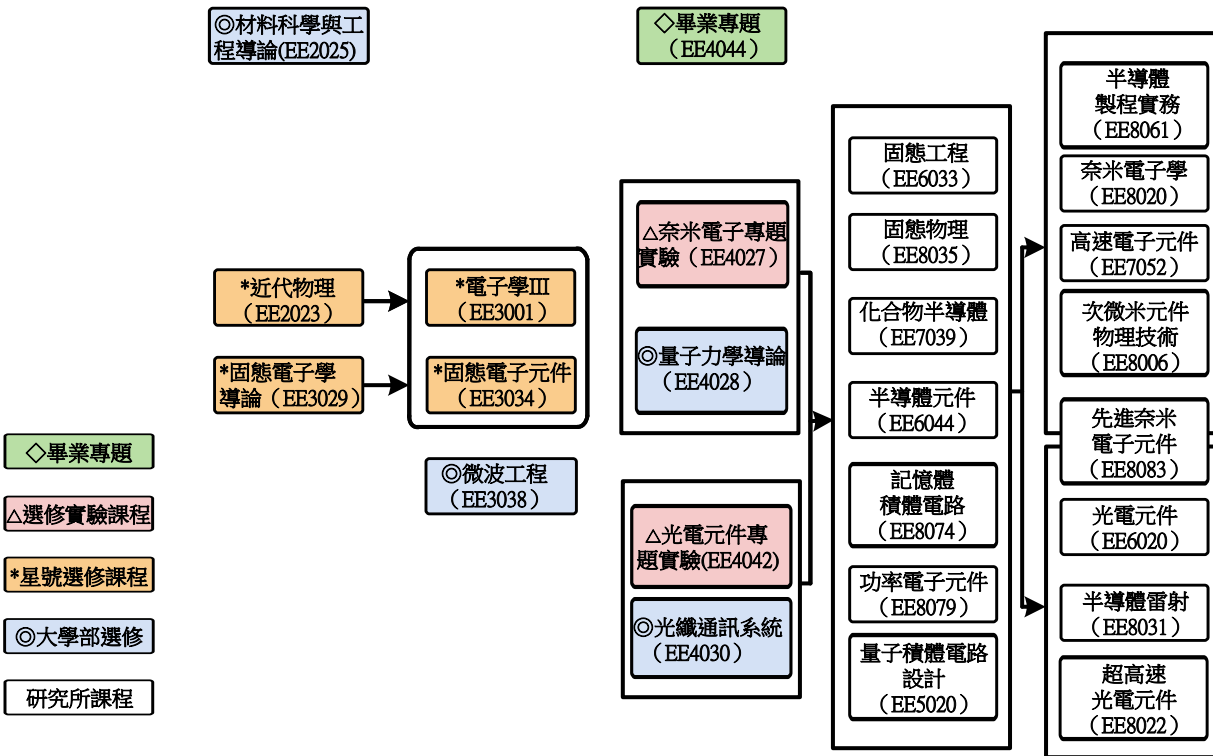 ◎材料科學與工
程導論(EE2025)
◇畢業專題
（EE4044）
*近代物理
（EE2023）
*固態電子學
導論（EE3029）
*電子學III
（EE3001）
*固態電子元件
（EE3034）
◎微波工程
（EE3038）
△奈米電子專題
實驗（EE4027）
◎量子力學導論
（EE4028）
△光電元件專
題實驗(EE4042)
◎光纖通訊系統
（EE4030）
固態工程
（EE6033）
固態物理
（EE8035）
化合物半導體
（EE7039）
半導體元件
（EE6044）
記憶體
積體電路
（EE8074）
功率電子元件
（EE8079）
量子積體電路
設計
（EE5020）
半導體
製程實務
（EE8061）
奈米電子學
（EE8020）
高速電子元件
（EE7052）
次微米元件
物理技術
（EE8006）
先進奈米
電子元件
（EE8083）
光電元件
（EE6020）
半導體雷射
（EE8031）
超高速
光電元件
（EE8022）
◇畢業專題
△選修實驗課程
*星號選修課程
◎大學部選修
研究所課程